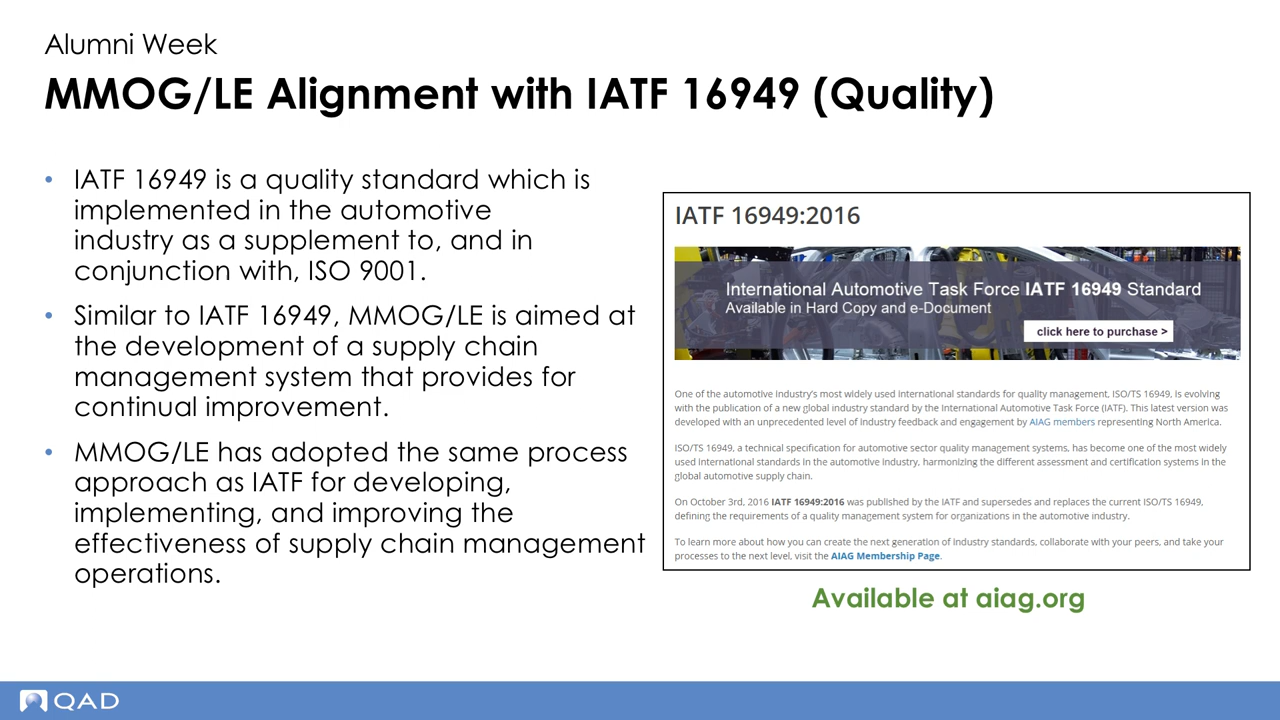 Alumni Week
MMOG/LE Alignment with IATF 16949 (Quality)
• IATF 16949 is a quality standard which is
implemented in the automotive
industry as a supplement to, and in
conjunction with, ISO 9001.
• Similar to IATF 16949, MMOG/LE is aimed at
the development of a supply chain
management system that provides for
continual improvement.
• MMOG/LE has adopted the same process
approach as IATF for developing,
implementing, and improving the
effectiveness of supply chain management
operations.
IATF 16949:2016
International Automotive Task Force IATF 16949 Standard
Available in Hard Copy and e-Document
click here to purchase >
One of the automotive industry's most widely used international standards for quality management, ISO/TS 16949, is evolving
with the publication of a new global industry standard by the International Automotive Task Force (IATF). This latest version was
developed with an unprecedented level of industry feedback and engagement by AIAG members representing North America.
ISO/TS 16949, a technical specification for automotive sector quality management systems, has become one of the most widely
used international standards in the automotive industry, harmonizing the different assessment and certification systems in the
global automotive supply chain.
On October 3rd, 2016 IATF 16949:2016 was published by the IATF and supersedes and replaces the current ISO/TS 16949,
defining the requirements of a quality management system for organizations in the automotive industry.
To learn more about how you can create the next generation of industry standards, collaborate with your peers, and take your
processes to the next level, visit the AIAG Membership Page.
Available at aiag.org
QAD